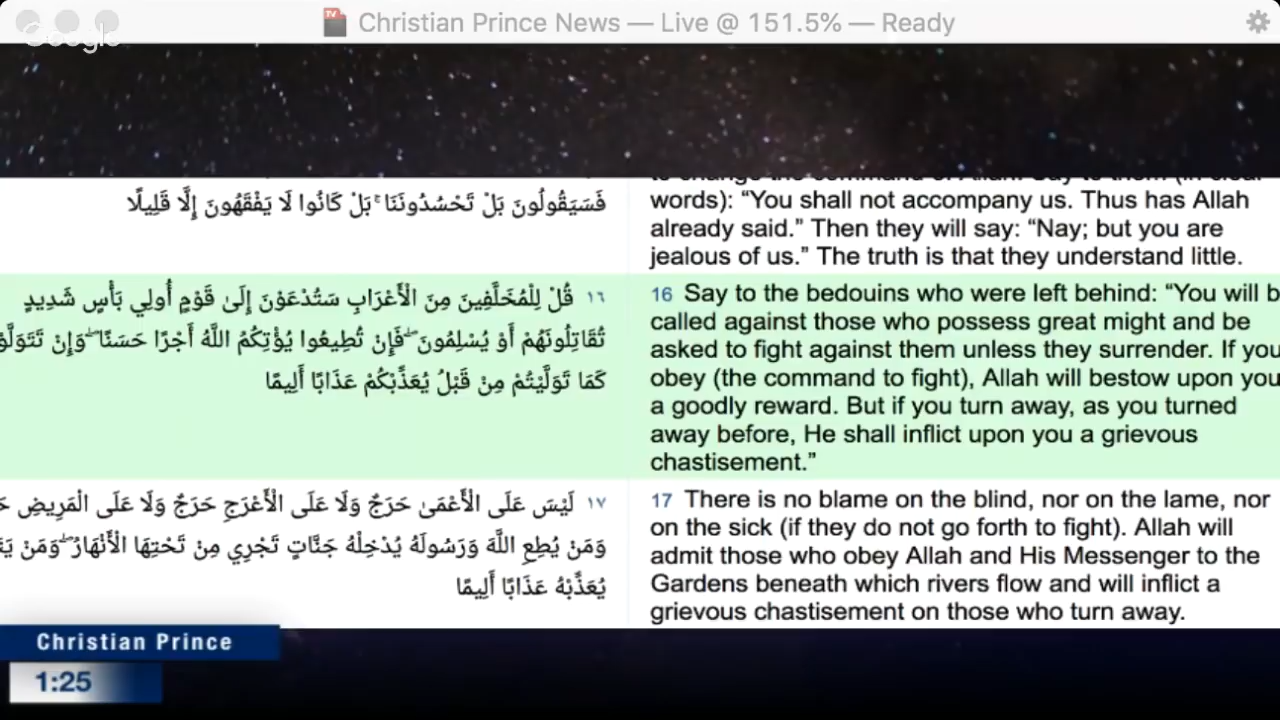 Christian Prince News — Live @ 151.5% — Ready
Google
فَسَيَقُولُونَ بَلْ تَحْسُدُونَنَا ۚ بَلْ كَانُوا لَا يَفْقَهُونَ إِلَّا قَلِيلًا
words): “You shall not accompany us. Thus has Allah
already said.” Then they will say: “Nay; but you are
jealous of us.” The truth is that they understand little.
١٦ قُلْ لِلْمُخَلَّفِينَ مِنَ الْأَعْرَابِ سَتُدْعَوْنَ إِلَىٰ قَوْمٍ أُولِي بَأْسٍ شَدِيدٍ
تُقَاتِلُونَهُمْ أَوْ يُسْلِمُونَ ۖ فَإِنْ تُطِيعُوا يُؤْتِكُمُ اللَّهُ أَجْرًا حَسَنًا ۖ وَإِنْ تَتَوَلَّوْ
كَمَا تَوَلَّيْتُمْ مِنْ قَبْلُ يُعَذِّبْكُمْ عَذَابًا أَلِيمًا
16 Say to the bedouins who were left behind: “You will b
called against those who possess great might and be
asked to fight against them unless they surrender. If you
obey (the command to fight), Allah will bestow upon you
a goodly reward. But if you turn away, as you turned
away before, He shall inflict upon you a grievous
chastisement.”
١٧ لَيْسَ عَلَى الْأَعْمَىٰ حَرَجٌ وَلَا عَلَى الْأَعْرَجِ حَرَجٌ وَلَا عَلَى الْمَرِيضِ
وَمَنْ يُطِعِ اللَّهَ وَرَسُولَهُ يُدْخِلْهُ جَنَّاتٍ تَجْرِي مِنْ تَحْتِهَا الْأَنْهَارُ ۖ وَمَنْ
يُعَذِّبْهُ عَذَابًا أَلِيمًا
17 There is no blame on the blind, nor on the lame, nor
on the sick (if they do not go forth to fight). Allah will
admit those who obey Allah and His Messenger to the
Gardens beneath which rivers flow and will inflict a
grievous chastisement on those who turn away.
Christian Prince
1:25